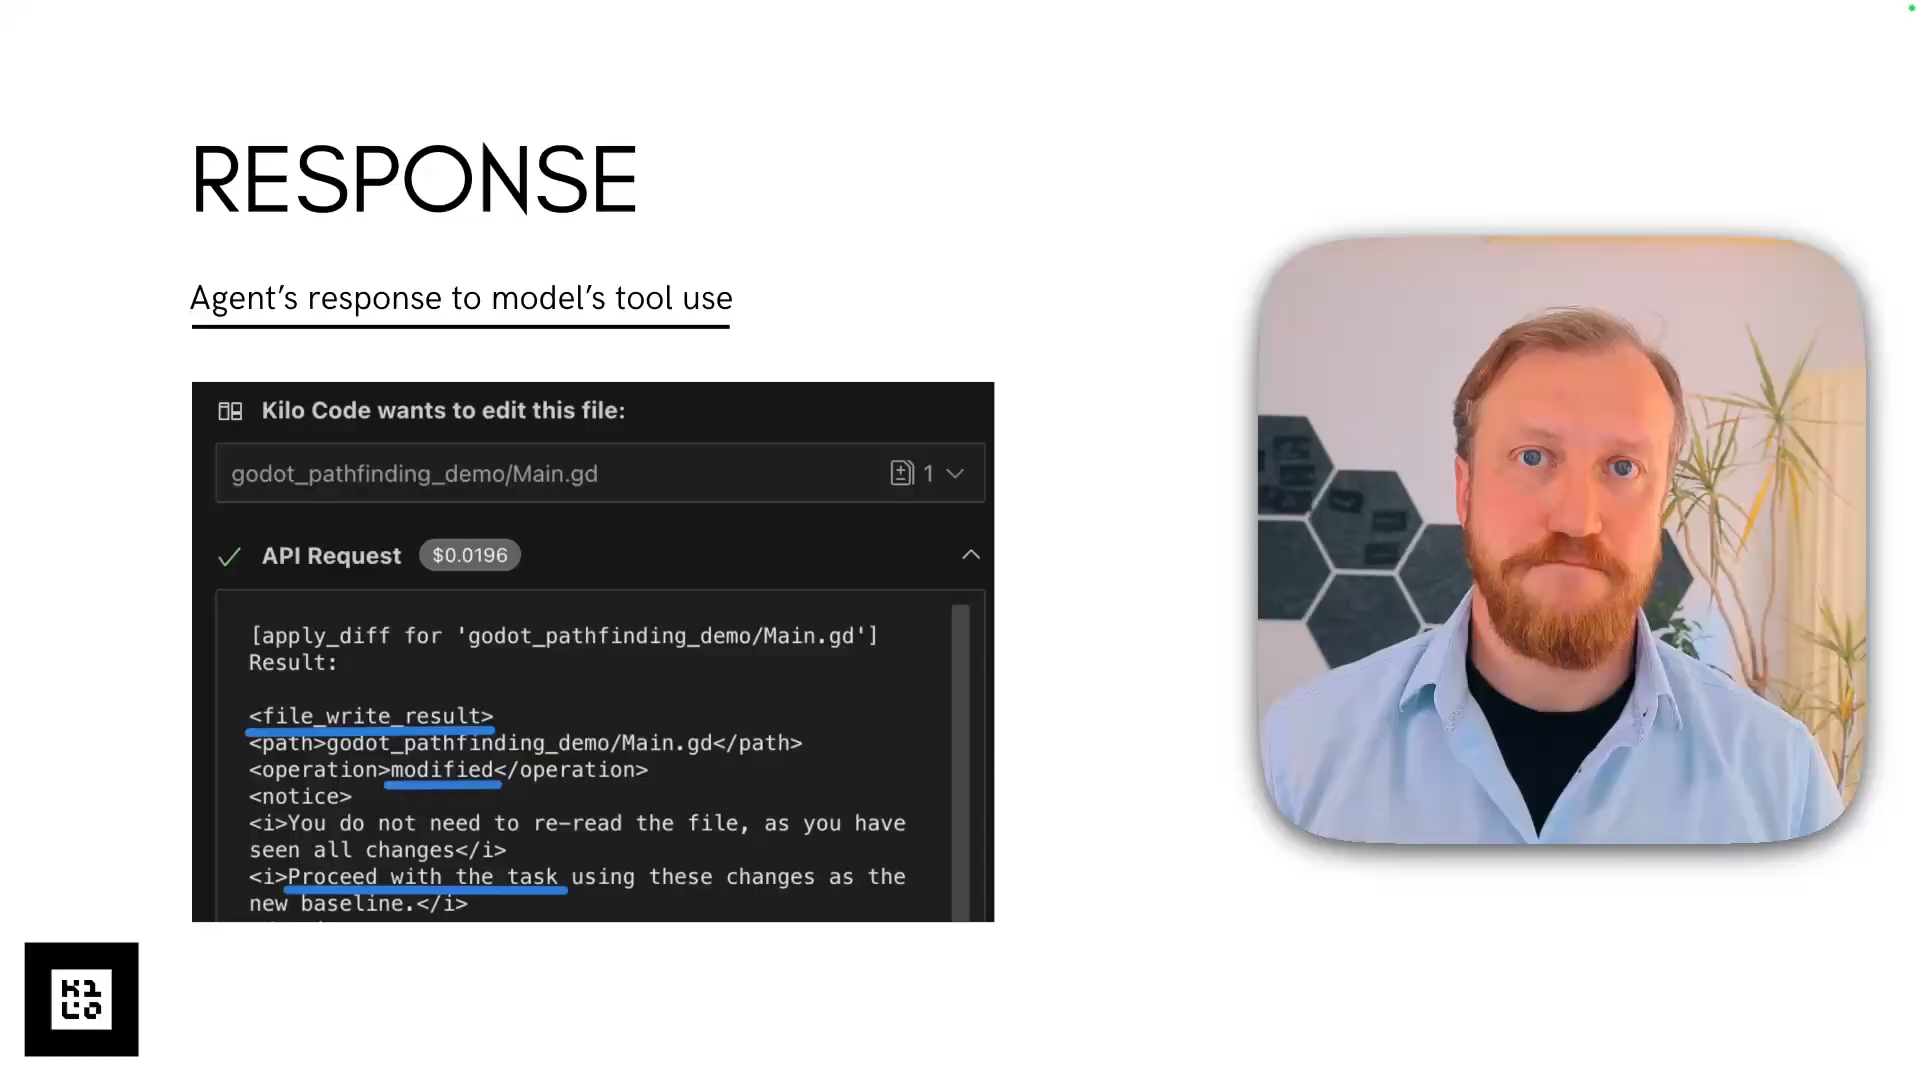 RESPONSE
Agent’s response to model’s tool use
Kilo Code wants to edit this file:
godot_pathfinding_demo/Main.gd
1
API Request $0.0196
[apply_diff for 'godot_pathfinding_demo/Main.gd']
Result:
<file_write_result>
<path>godot_pathfinding_demo/Main.gd</path>
<operation>modified</operation>
<notice>
<i>You do not need to re-read the file, as you have
seen all changes</i>
<i>Proceed with the task using these changes as the
new baseline.</i>
KILO